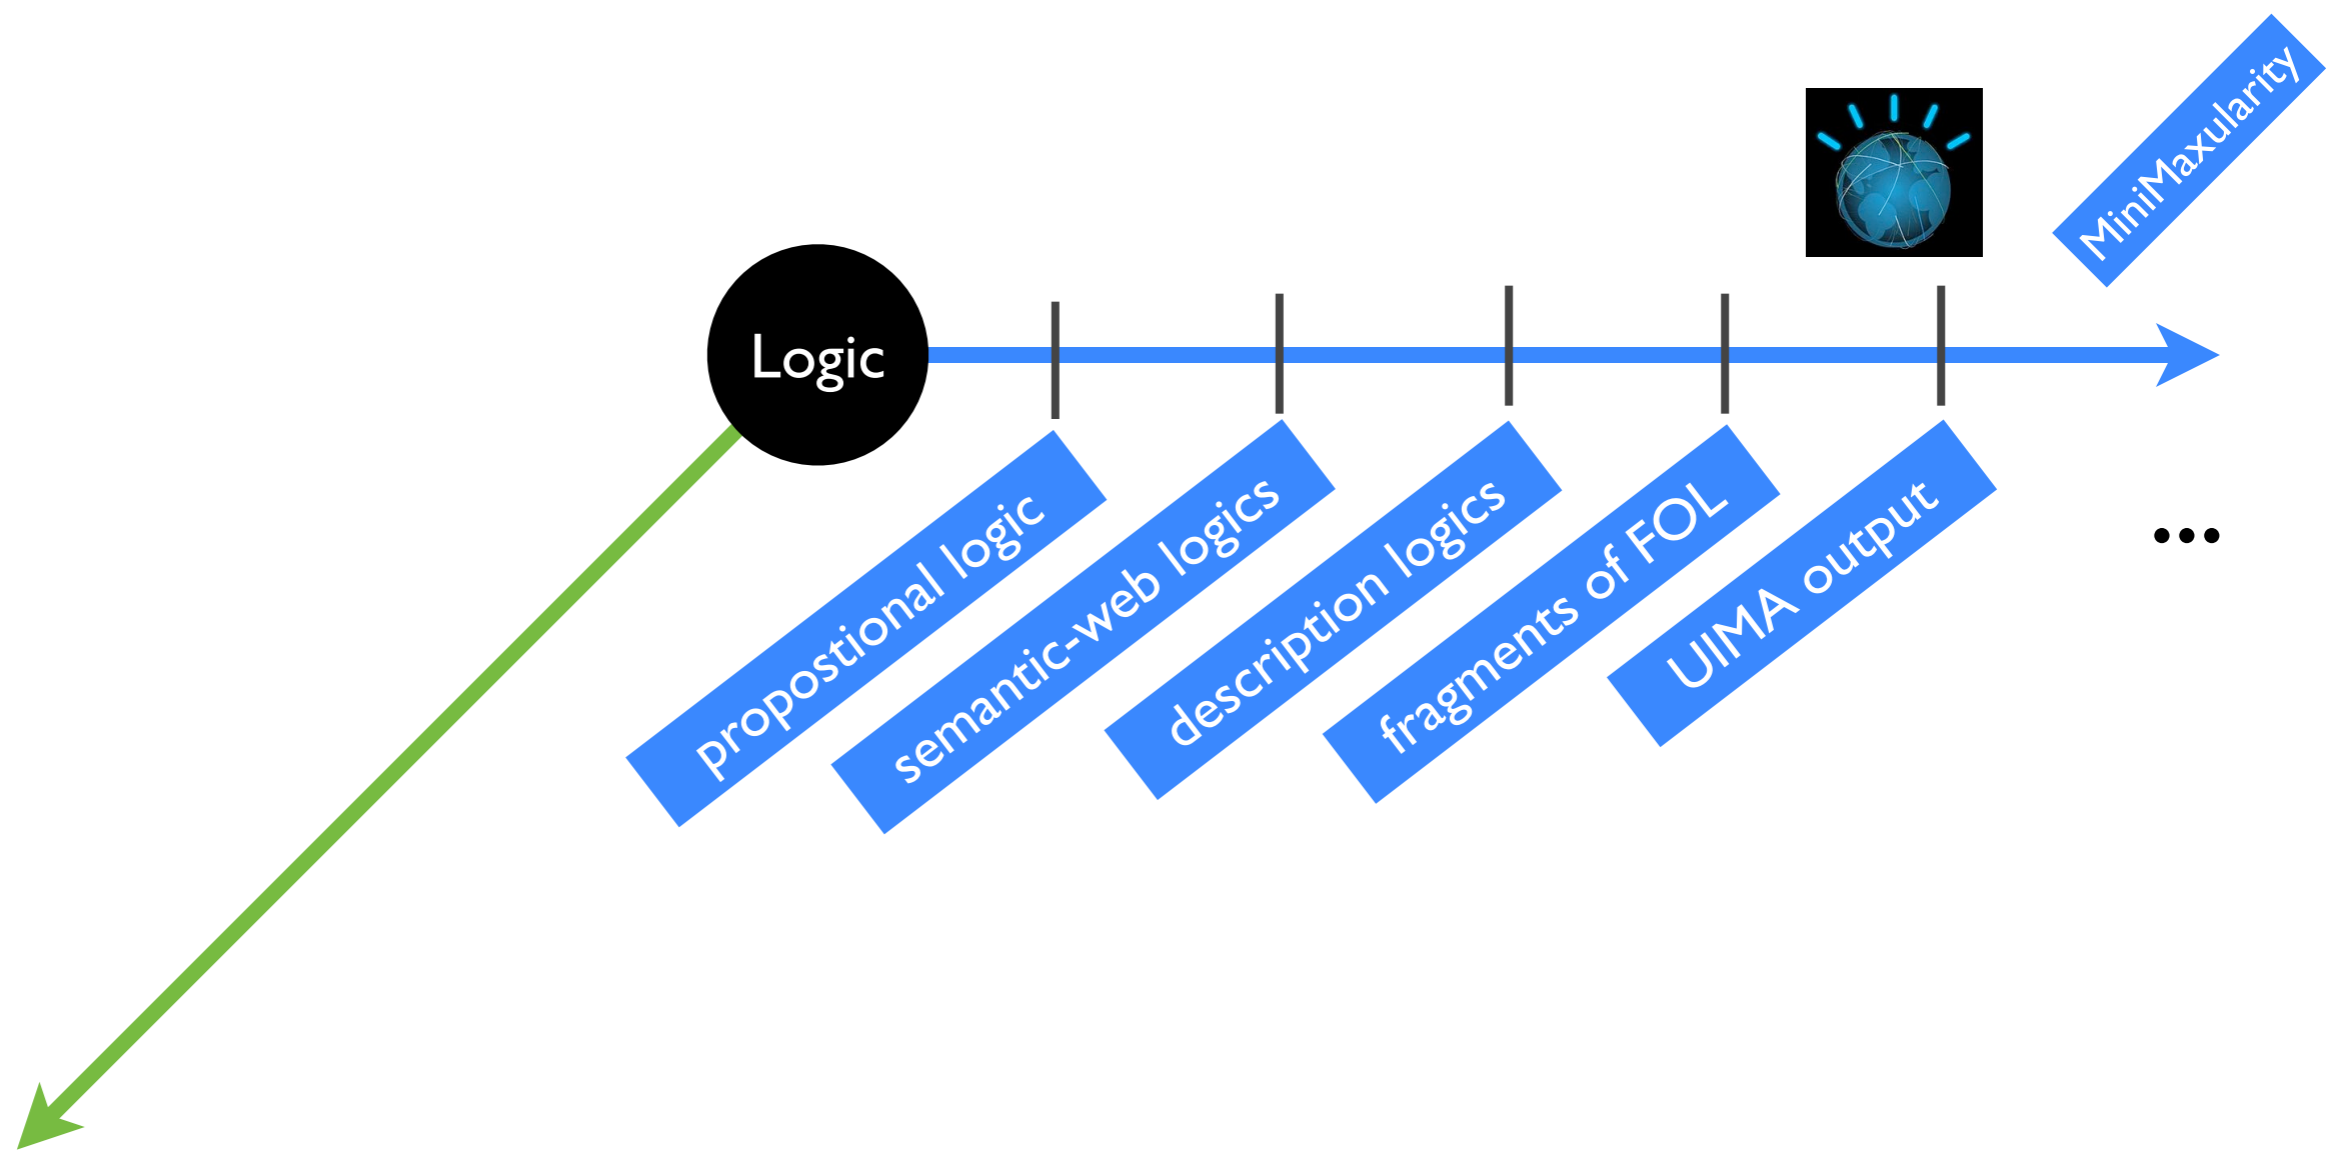 MiniMaxularity
Logic
propostional logic
semantic-web logics
description logics
fragments of FOL
UIMA output
...